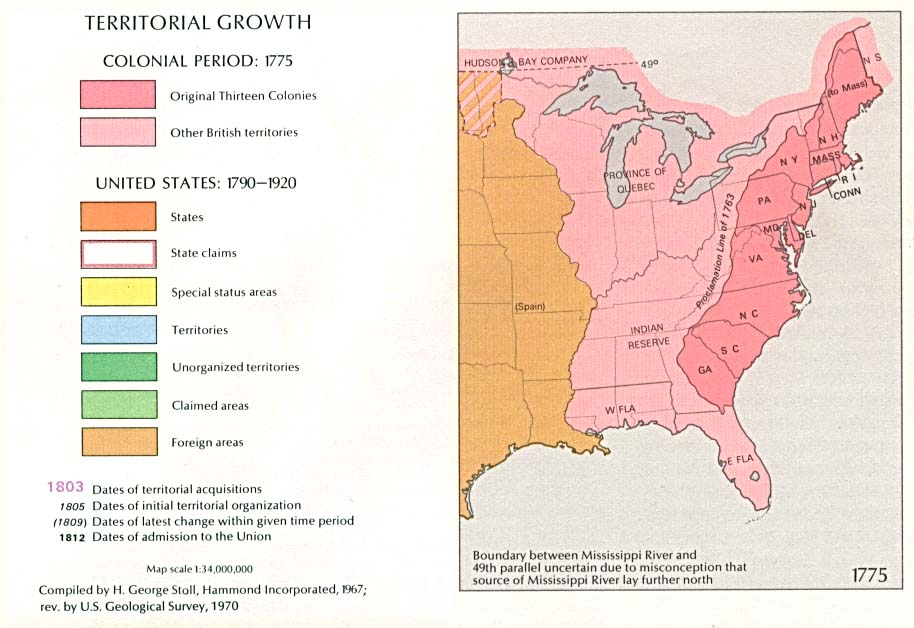 TERRITORIAL GROWTH
COLONIAL PERIOD: 1775
Original Thirteen Colonies
Other British territories
UNITED STATES: 1790–1920
States
State claims
Special status areas
Territories
Unorganized territories
Claimed areas
Foreign areas
1803 Dates of territorial acquisitions
1805 Dates of initial territorial organization
(1809) Dates of latest change within given time period
1812 Dates of admission to the Union
Map scale 1:34,000,000
Compiled by H. George Stoll, Hammond Incorporated, 1967;
rev. by U.S. Geological Survey, 1970
HUDSON BAY COMPANY
49º
N S
(to Mass)
N H
N Y
MASS
R I
CONN
PROVINCE OF
QUEBEC
PA
N J
MD
DEL
VA
Proclamation Line of 1763
(Spain)
N C
INDIAN
RESERVE
S C
GA
W FLA
E FLA
Boundary between Mississippi River and
49th parallel uncertain due to misconception that
source of Mississippi River lay further north
1775